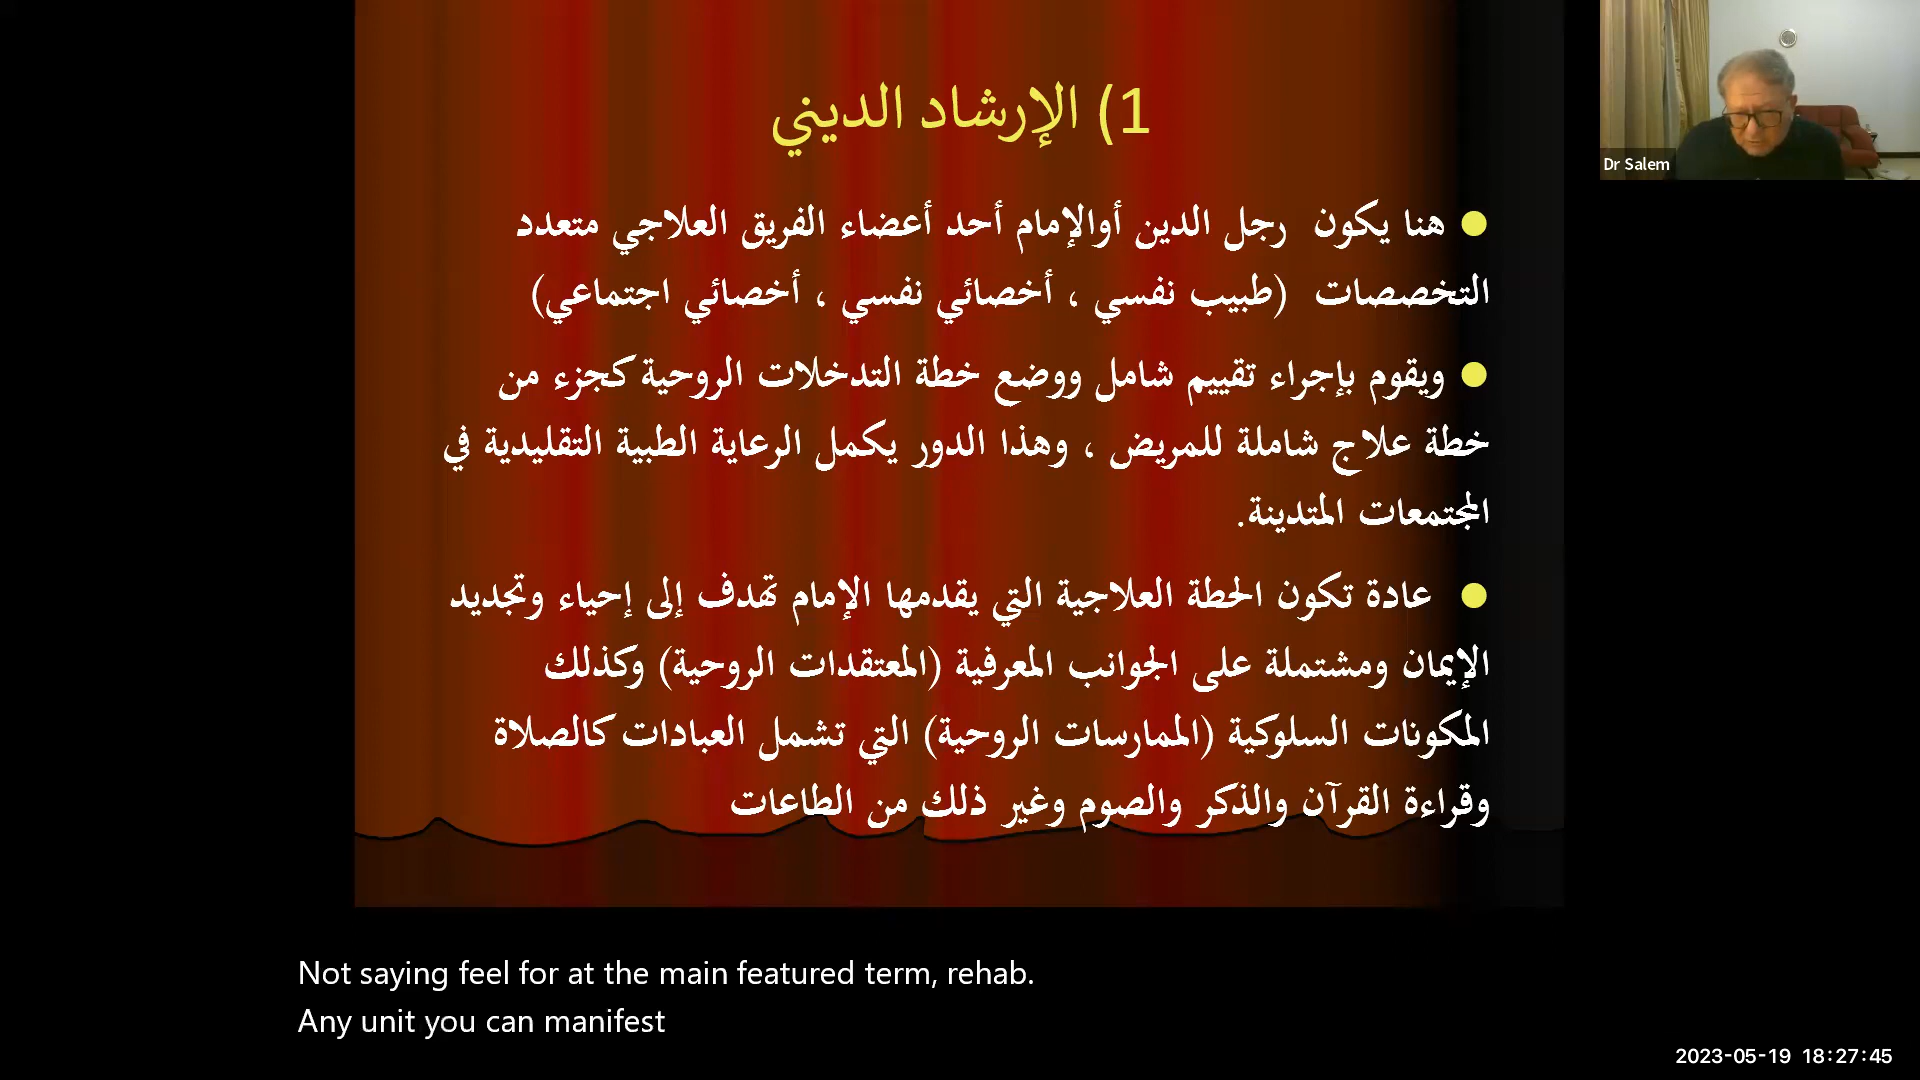 1) الإرشاد الديني
هنا يكون رجل الدين أوالإمام أحد أعضاء الفريق العلاجي متعدد
التخصصات (طبيب نفسي ، أخصائي نفسي ، أخصائي اجتماعي)
ويقوم بإجراء تقييم شامل ووضع خطة التدخلات الروحية كجزء من
خطة علاج شاملة للمريض ، وهذا الدور يكمل الرعاية الطبية التقليدية في
المجتمعات المتدينة.
عادة تكون الخطة العلاجية التي يقدمها الإمام تهدف إلى إحياء وتجديد
الإيمان ومشتملة على الجوانب المعرفية (المعتقدات الروحية) وكذلك
المكونات السلوكية (الممارسات الروحية) التي تشمل العبادات كالصلاة
وقراءة القرآن والذكر والصوم وغير ذلك من الطاعات
Dr Salem
Not saying feel for at the main featured term, rehab.
Any unit you can manifest
2023-05-19 18:27:45